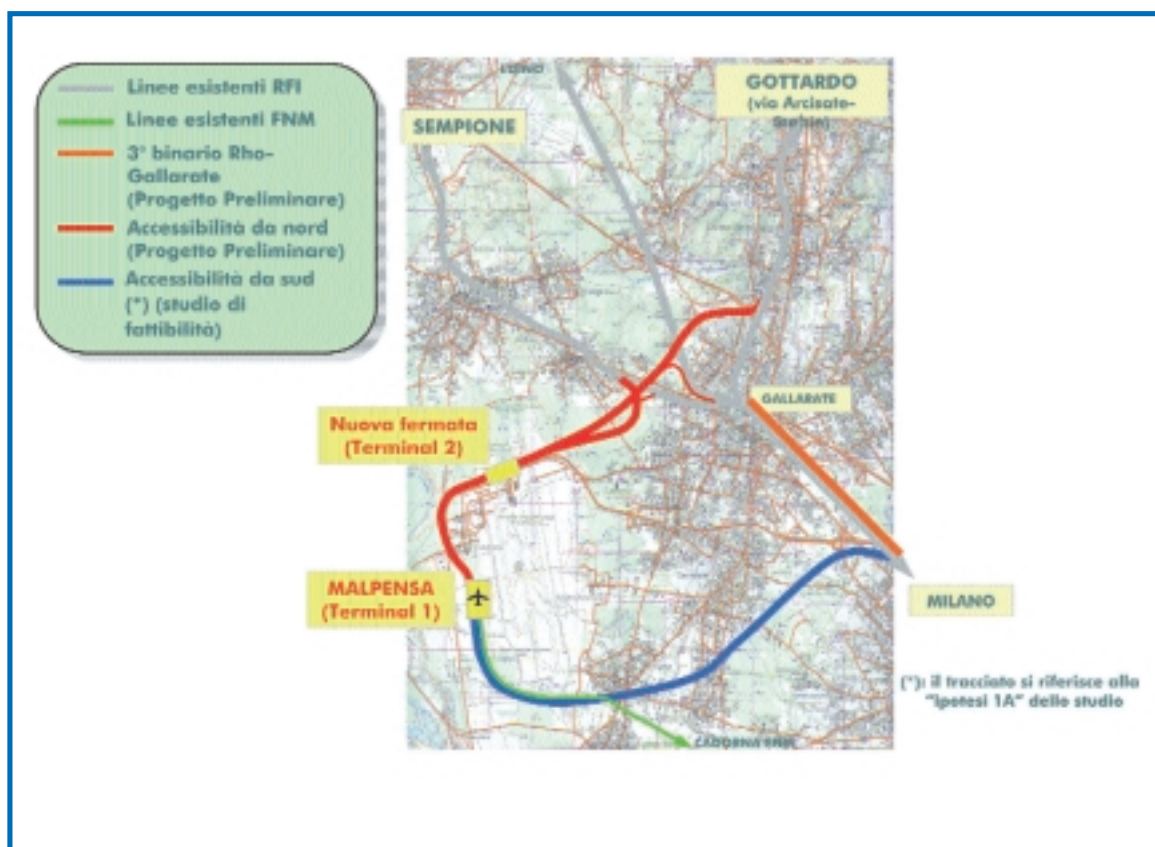 Linee esistenti RFI
Linee esistenti FNM
3° binario Rho-
Gallarate
(Progetto Preliminare)
Accessibilità da nord
(Progetto Preliminare)
Accessibilità da sud
(*) (studio di
fattibilità)
GOTTARDO
(via Arcisate-
SEMPIONE
GALLARATE
Nuova fermata
(Terminal 2)
MALPENSA
(Terminal 1)
MILANO
(*): il tracciato si riferisce alla
"ipotesi 1A" dello studio
CADORNA